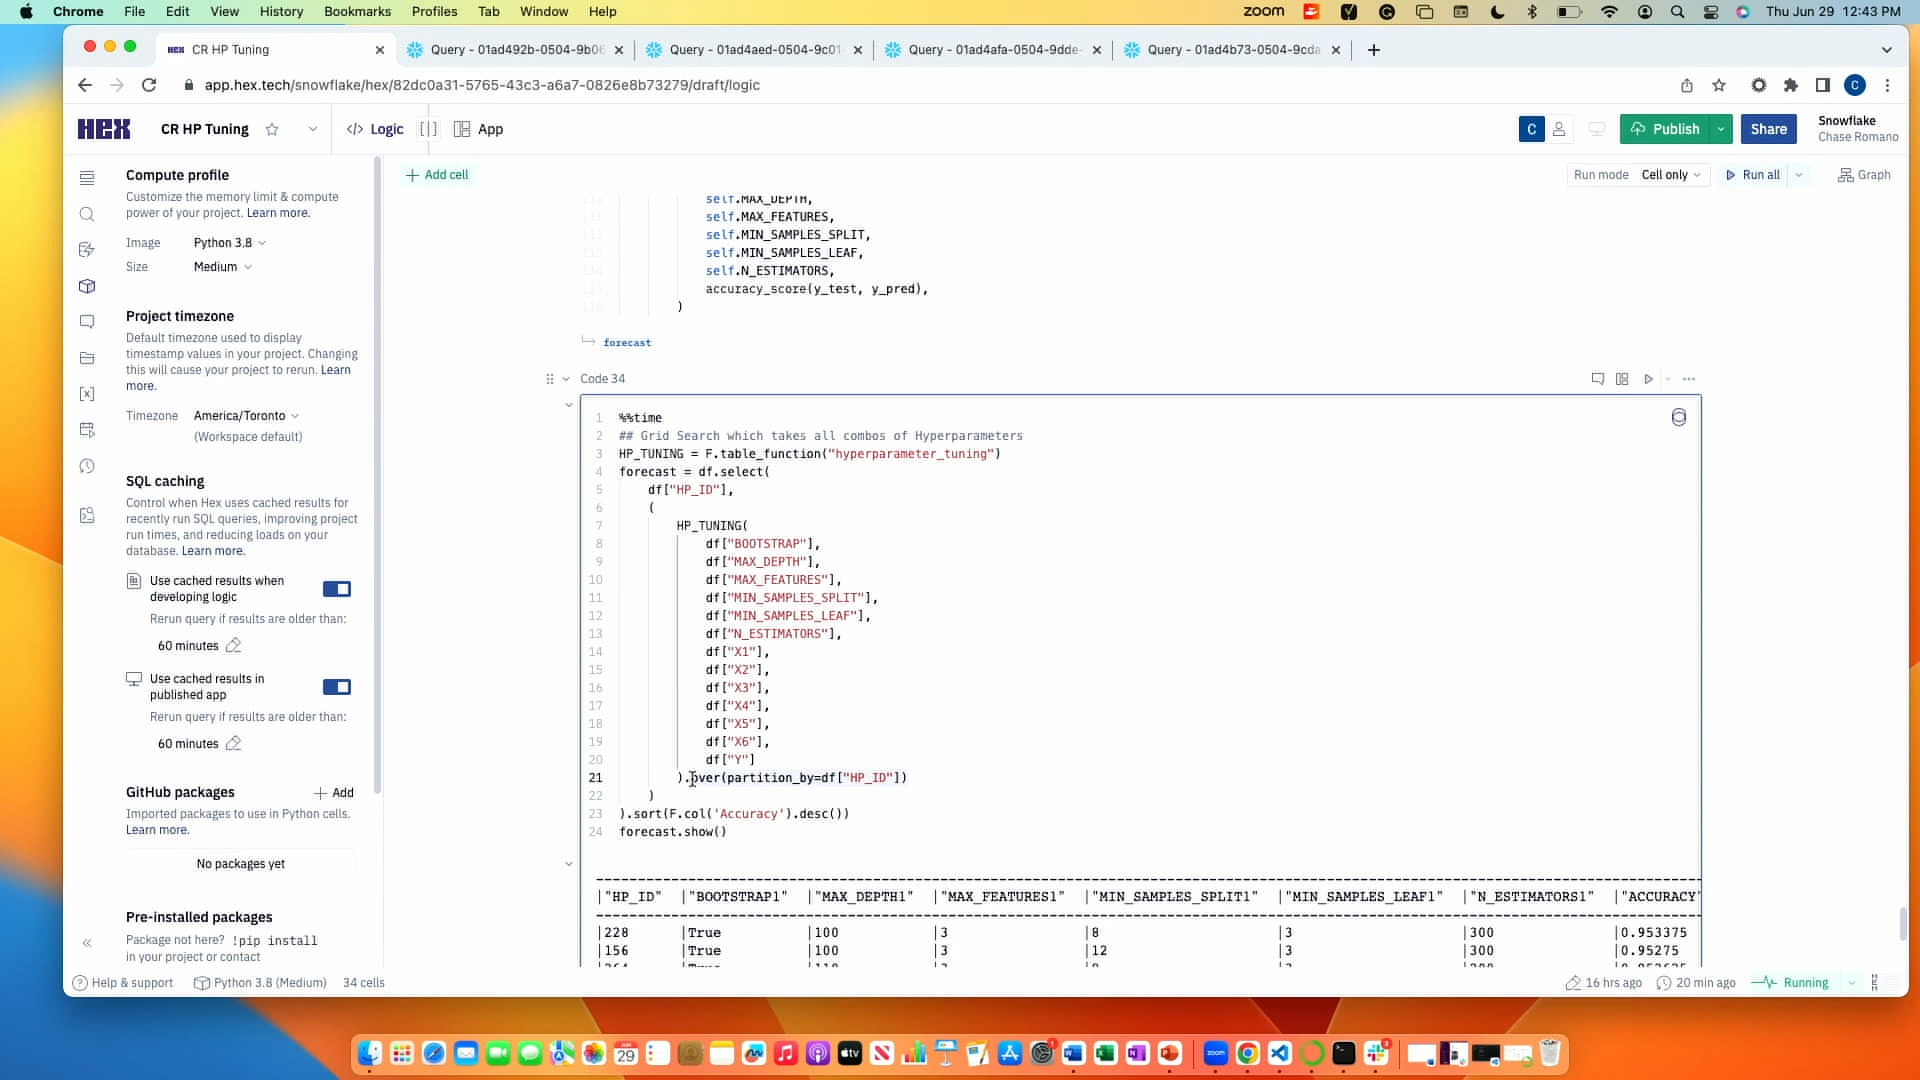 Chrome File Edit View History Bookmarks Profiles Tab Window Help zoom Thu Jun 29 12:43 PM
HEX CR HP Tuning Query - 01ad492b-0504-9b06 Query - 01ad4aed-0504-9c01- Query - 01ad4afa-0504-9dde- Query - 01ad4b73-0504-9cda
app.hex.tech/snowflake/hex/82dc0a31-5765-43c3-a6a7-0826e8b73279/draft/logic C
HEX CR HP Tuning </> Logic App C Publish Share Snowflake
Chase Romano
+ Add cell Run mode Cell only Run all Graph
Compute profile
Customize the memory limit & compute
power of your project. Learn more.
Image Python 3.8
Size Medium
Project timezone
Default timezone used to display
timestamp values in your project. Changing
this will cause your project to rerun. Learn
more.
Timezone America/Toronto
(Workspace default)
SQL caching
Control when Hex uses cached results for
recently run SQL queries, improving project
run times, and reducing loads on your
database. Learn more.
Use cached results when
developing logic
Rerun query if results are older than:
60 minutes
Use cached results in
published app
Rerun query if results are older than:
60 minutes
GitHub packages + Add
Imported packages to use in Python cells.
Learn more.
No packages yet
Pre-installed packages
Package not here? !pip install
in your project or contact
self.MAX_DEPTH,
self.MAX_FEATURES,
self.MIN_SAMPLES_SPLIT,
self.MIN_SAMPLES_LEAF,
self.N_ESTIMATORS,
accuracy_score(y_test, y_pred),
)
forecast
Code 34
1 %%time
2 ## Grid Search which takes all combos of Hyperparameters
3 HP_TUNING = F.table_function("hyperparameter_tuning")
4 forecast = df.select(
5 df["HP_ID"],
6 (
7 HP_TUNING(
8 df["BOOTSTRAP"],
9 df["MAX_DEPTH"],
10 df["MAX_FEATURES"],
11 df["MIN_SAMPLES_SPLIT"],
12 df["MIN_SAMPLES_LEAF"],
13 df["N_ESTIMATORS"],
14 df["X1"],
15 df["X2"],
16 df["X3"],
17 df["X4"],
18 df["X5"],
19 df["X6"],
20 df["Y"]
21 ).over(partition_by=df["HP_ID"])
22 )
23 ).sort(F.col('Accuracy').desc())
24 forecast.show()
|"HP_ID" |"BOOTSTRAP1" |"MAX_DEPTH1" |"MAX_FEATURES1" |"MIN_SAMPLES_SPLIT1" |"MIN_SAMPLES_LEAF1" |"N_ESTIMATORS1" |"ACCURACY"
|228 |True |100 |3 |8 |3 |300 |0.953375
|156 |True |100 |3 |12 |3 |300 |0.95275
Help & support Python 3.8 (Medium) 34 cells 16 hrs ago 20 min ago Running
JUN
29 tv zoom